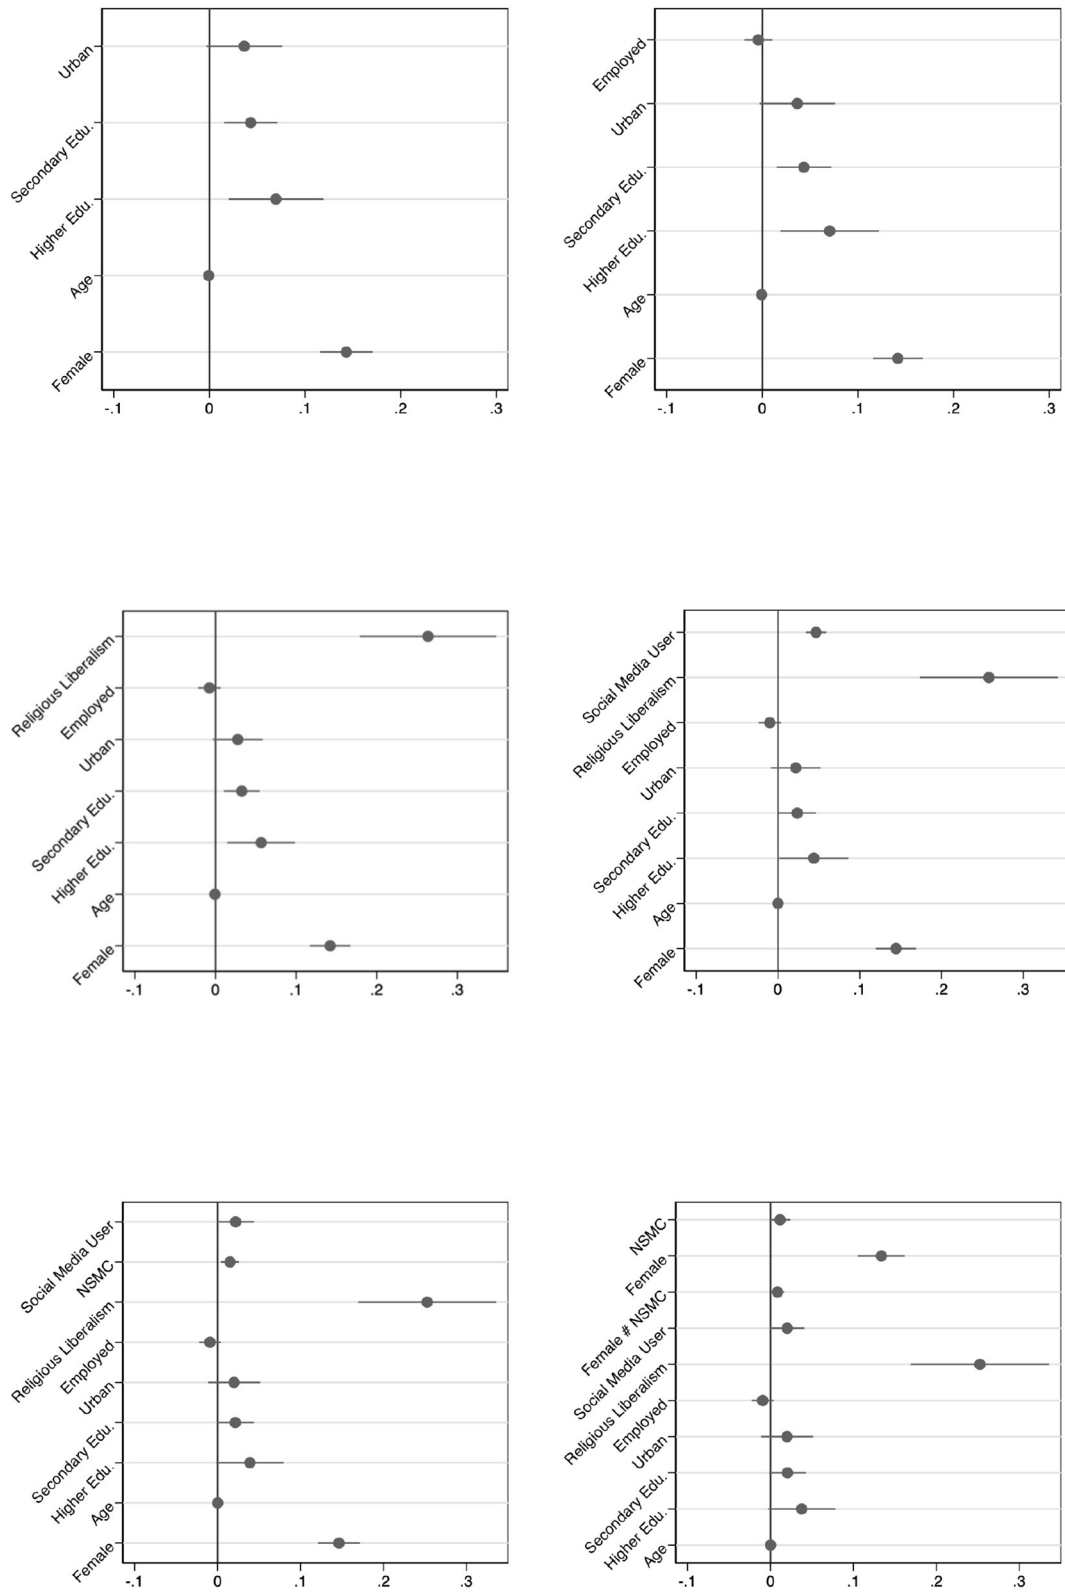 Urban
Secondary Edu.
Higher Edu.
Age
Female
-.1 0 .1 .2 .3
Employed
Urban
Secondary Edu.
Higher Edu.
Age
Female
-.1 0 .1 .2 .3
Religious Liberalism
Employed
Urban
Secondary Edu.
Higher Edu.
Age
Female
-.1 0 .1 .2 .3
Social Media User
Religious Liberalism
Employed
Urban
Secondary Edu.
Higher Edu.
Age
Female
-.1 0 .1 .2 .3
Social Media User
NSMC
Religious Liberalism
Employed
Urban
Secondary Edu.
Higher Edu.
Age
Female
-.1 0 .1 .2 .3
NSMC
Female
Female # NSMC
Social Media User
Religious Liberalism
Employed
Urban
Secondary Edu.
Higher Edu.
Age
-.1 0 .1 .2 .3